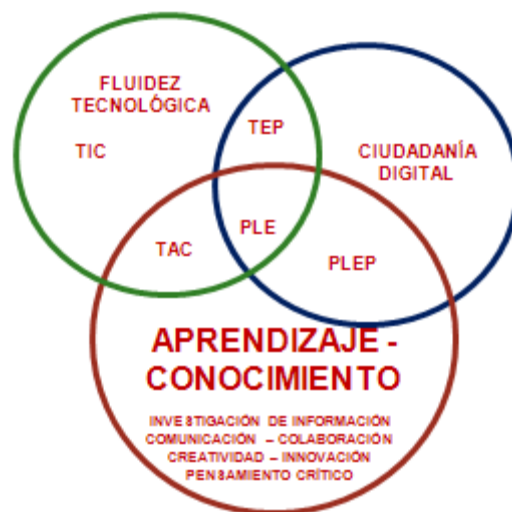 FLUIDEZ
TECNOLÓGICA
TIC
TEP
CIUDADANÍA
DIGITAL
TAC
PLE
PLEP
APRENDIZAJE -
CONOCIMIENTO
INVESTIGACIÓN DE INFORMACIÓN
COMUNICACIÓN – COLABORACIÓN
CREATIVIDAD – INNOVACIÓN
PENSAMIENTO CRÍTICO